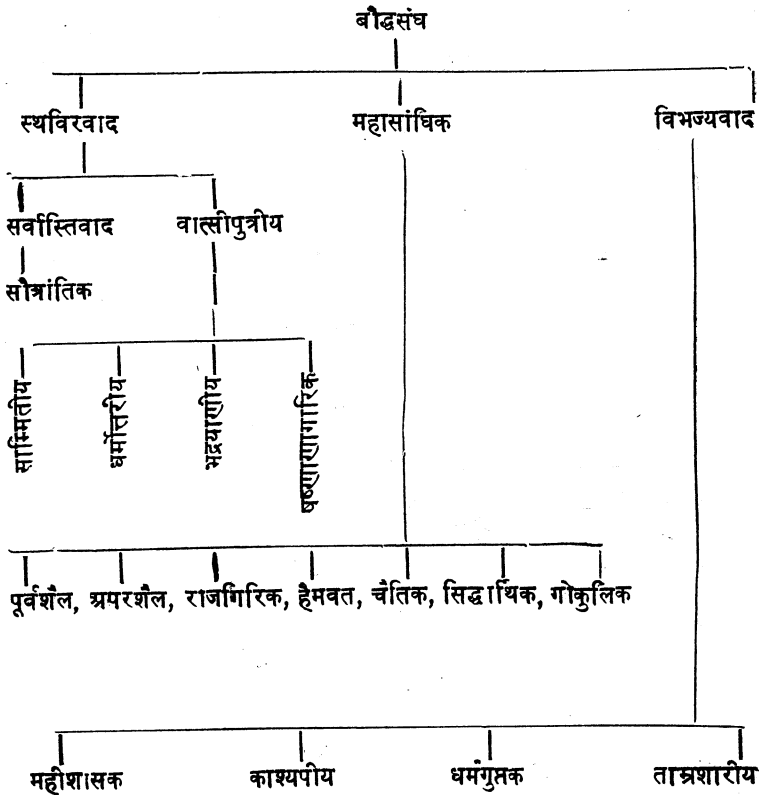 बौद्धसंघ
स्थविरवाद महासांघिक विभज्यवाद
सर्वास्तिवाद वात्सीपुत्रीय
सौत्रांतिक
साम्मितीय धर्मोत्तरीय भद्रयाणीय षष्णाणागारिक
पूर्वशैल, अपरशैल, राजगिरिक, हैमवत, चैतिक, सिद्धार्थिक, गोकुलिक
महीशासक काश्यपीय धर्मगुप्तक ताम्रशारीय